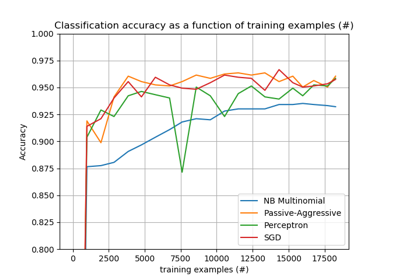 Classification accuracy as a function of training examples (#)
1.000
0.975
0.950
0.925
0.900
0.875
0.850
0.825
0.800
Accuracy
0 2500 5000 7500 10000 12500 15000 17500
training examples (#)
NB Multinomial
Passive-Aggressive
Perceptron
SGD